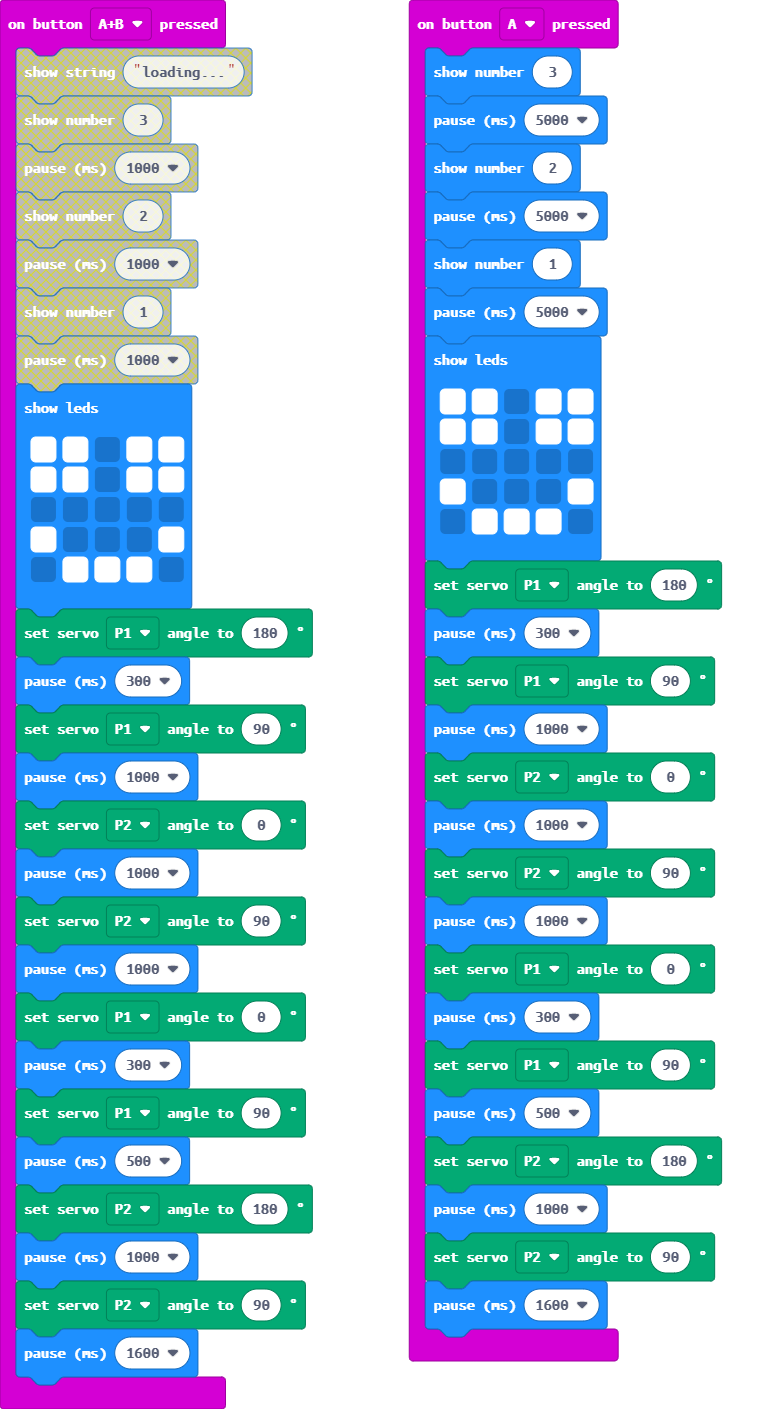 on button A+B pressed
show string "loading..."
show number 3
pause (ms) 1000
show number 2
pause (ms) 1000
show number 1
pause (ms) 1000
show leds
set servo P1 angle to 180 °
pause (ms) 300
set servo P1 angle to 90 °
pause (ms) 1000
set servo P2 angle to 0 °
pause (ms) 1000
set servo P2 angle to 90 °
pause (ms) 1000
set servo P1 angle to 0 °
pause (ms) 300
set servo P1 angle to 90 °
pause (ms) 500
set servo P2 angle to 180 °
pause (ms) 1000
set servo P2 angle to 90 °
pause (ms) 1600
on button A pressed
show number 3
pause (ms) 5000
show number 2
pause (ms) 5000
show number 1
pause (ms) 5000
show leds
set servo P1 angle to 180 °
pause (ms) 300
set servo P1 angle to 90 °
pause (ms) 1000
set servo P2 angle to 0 °
pause (ms) 1000
set servo P2 angle to 90 °
pause (ms) 1000
set servo P1 angle to 0 °
pause (ms) 300
set servo P1 angle to 90 °
pause (ms) 500
set servo P2 angle to 180 °
pause (ms) 1000
set servo P2 angle to 90 °
pause (ms) 1600